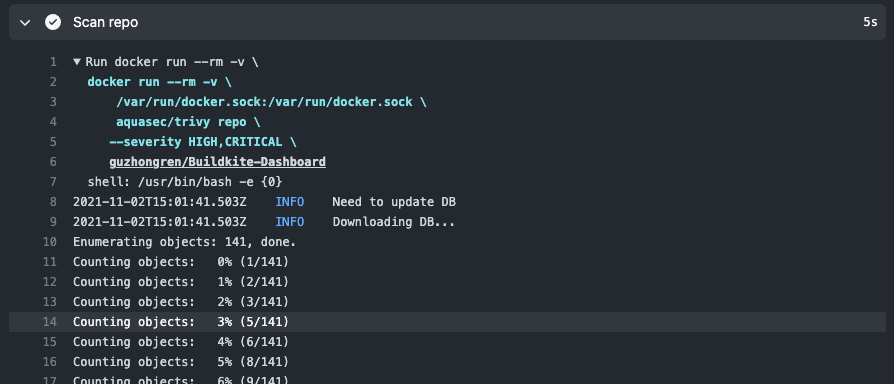 Scan repo 5s
1 ▼ Run docker run --rm -v \
2 docker run --rm -v \
3 /var/run/docker.sock:/var/run/docker.sock \
4 aquasec/trivy repo \
5 --severity HIGH,CRITICAL \
6 guzhongren/Buildkite-Dashboard
7 shell: /usr/bin/bash -e {0}
8 2021-11-02T15:01:41.503Z INFO Need to update DB
9 2021-11-02T15:01:41.503Z INFO Downloading DB...
10 Enumerating objects: 141, done.
11 Counting objects: 0% (1/141)
12 Counting objects: 1% (2/141)
13 Counting objects: 2% (3/141)
14 Counting objects: 3% (5/141)
15 Counting objects: 4% (6/141)
16 Counting objects: 5% (8/141)
17 Counting objects: 6% (9/141)